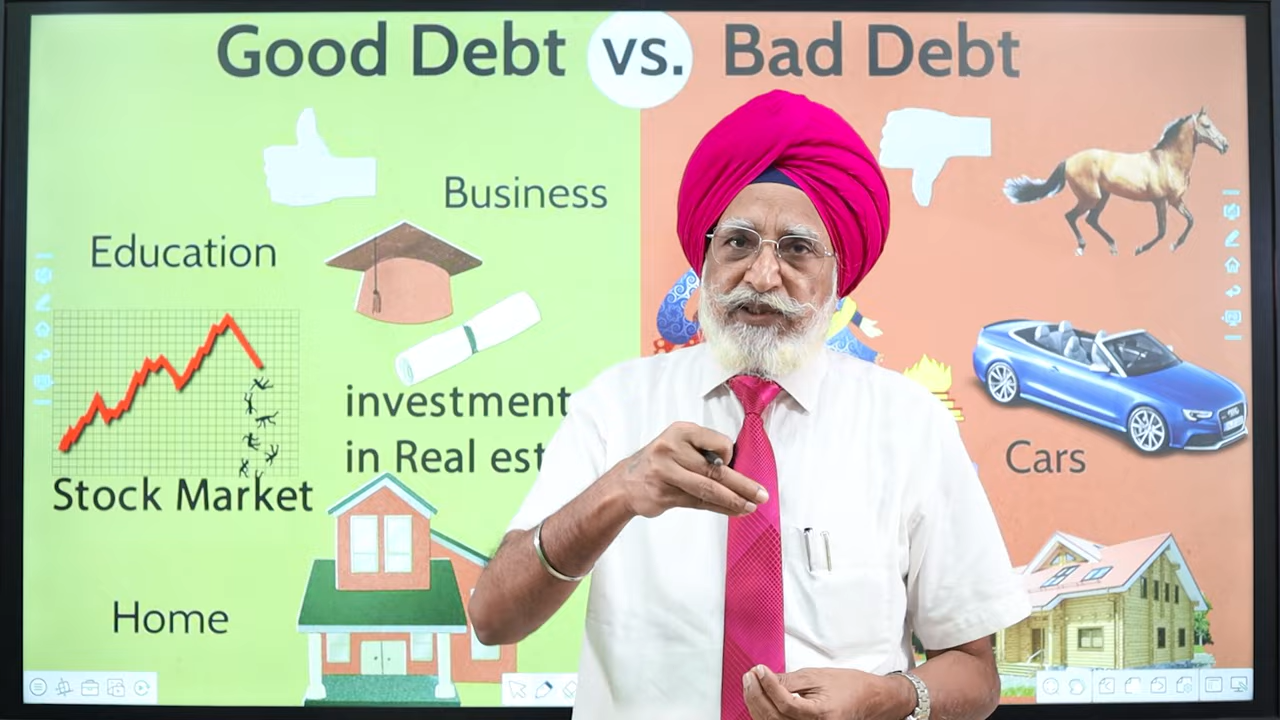 Good Debt vs. Bad Debt
Business
Education
investment
in Real est
Stock Market
Cars
Home